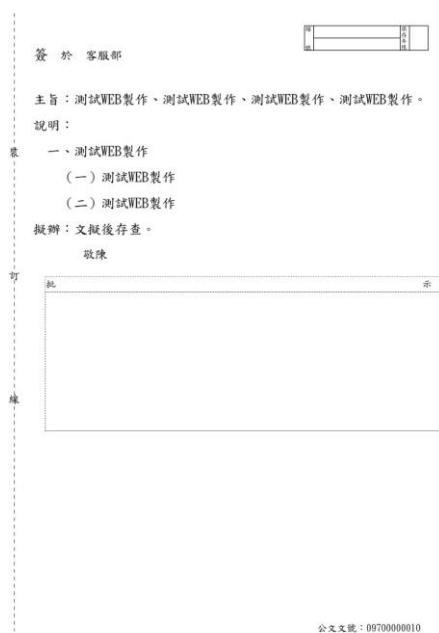 簽 於 客服部
主旨：測試WEB製作、測試WEB製作、測試WEB製作、測試WEB製作。
說明：
一、測試WEB製作
（一）測試WEB製作
（二）測試WEB製作
擬辦：文擬後存查。
敬陳
批 示
裝
訂
線
公文文號：09700000010